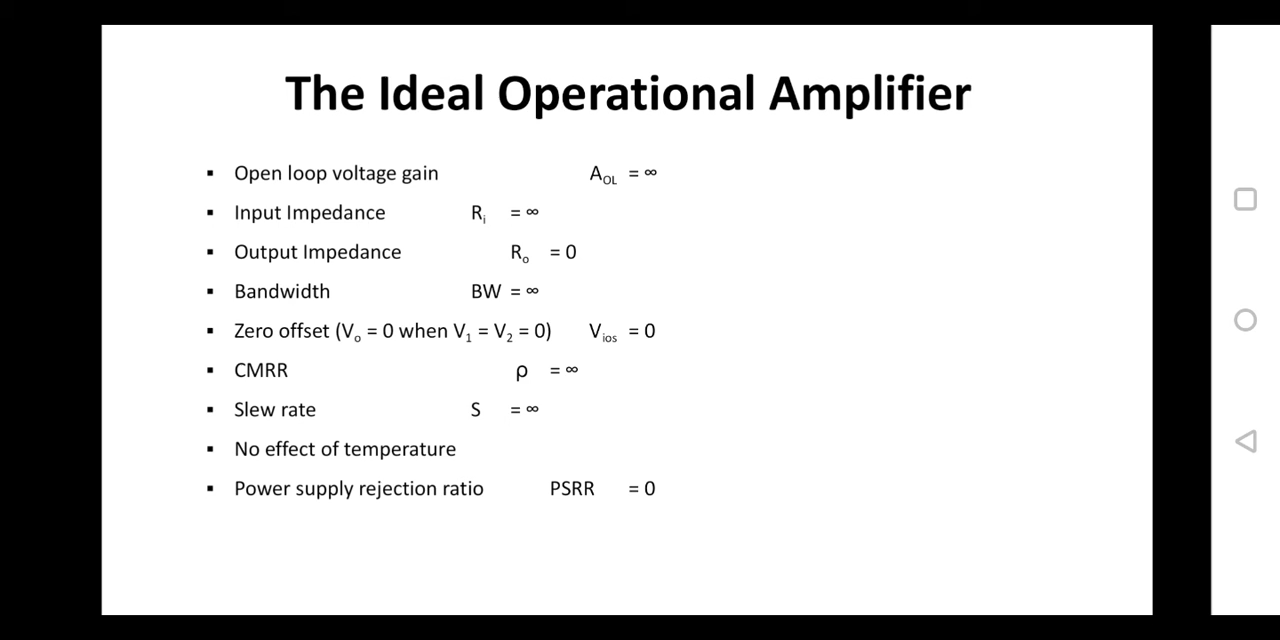 The Ideal Operational Amplifier
▪ Open loop voltage gain A_OL = ∞
▪ Input Impedance R_i = ∞
▪ Output Impedance R_o = 0
▪ Bandwidth BW = ∞
▪ Zero offset (V_o = 0 when V_1 = V_2 = 0) V_ios = 0
▪ CMRR ρ = ∞
▪ Slew rate S = ∞
▪ No effect of temperature
▪ Power supply rejection ratio PSRR = 0